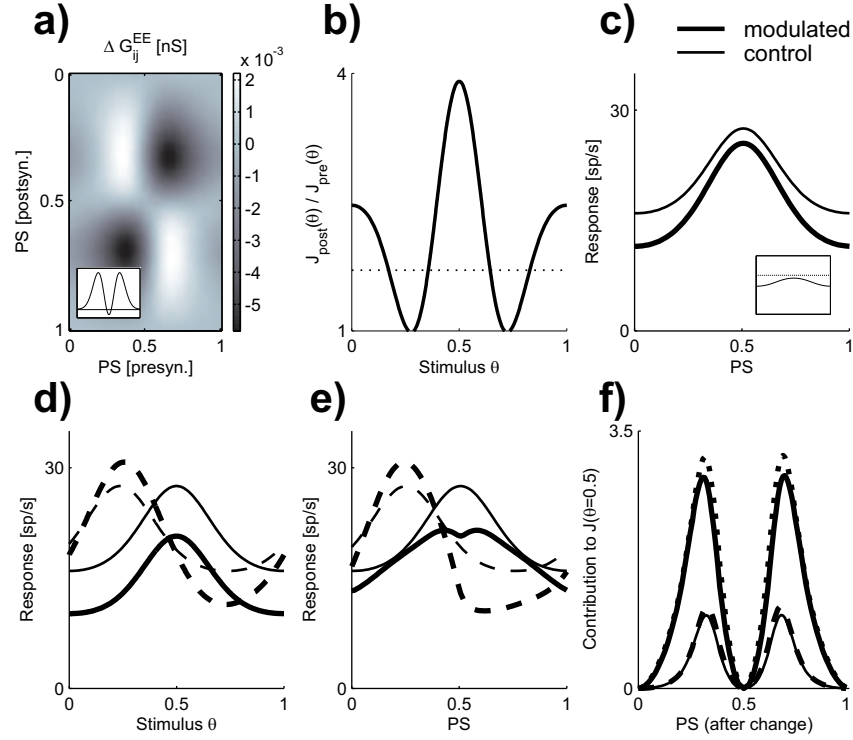 a)
Δ G_ij^EE [nS]
x 10^-3
0
0.5
1
PS [postsyn.]
0
0.5
1
PS [presyn.]
2
1
0
-1
-2
-3
-4
-5
b)
4
1
J_post(θ) / J_pre(θ)
0
0.5
1
Stimulus θ
c)
modulated
control
30
0
Response [sp/s]
0
0.5
1
PS
d)
30
0
Response [sp/s]
0
0.5
1
Stimulus θ
e)
30
0
Response [sp/s]
0
0.5
1
PS
f)
3.5
0
Contribution to J(θ=0.5)
0
0.5
1
PS (after change)